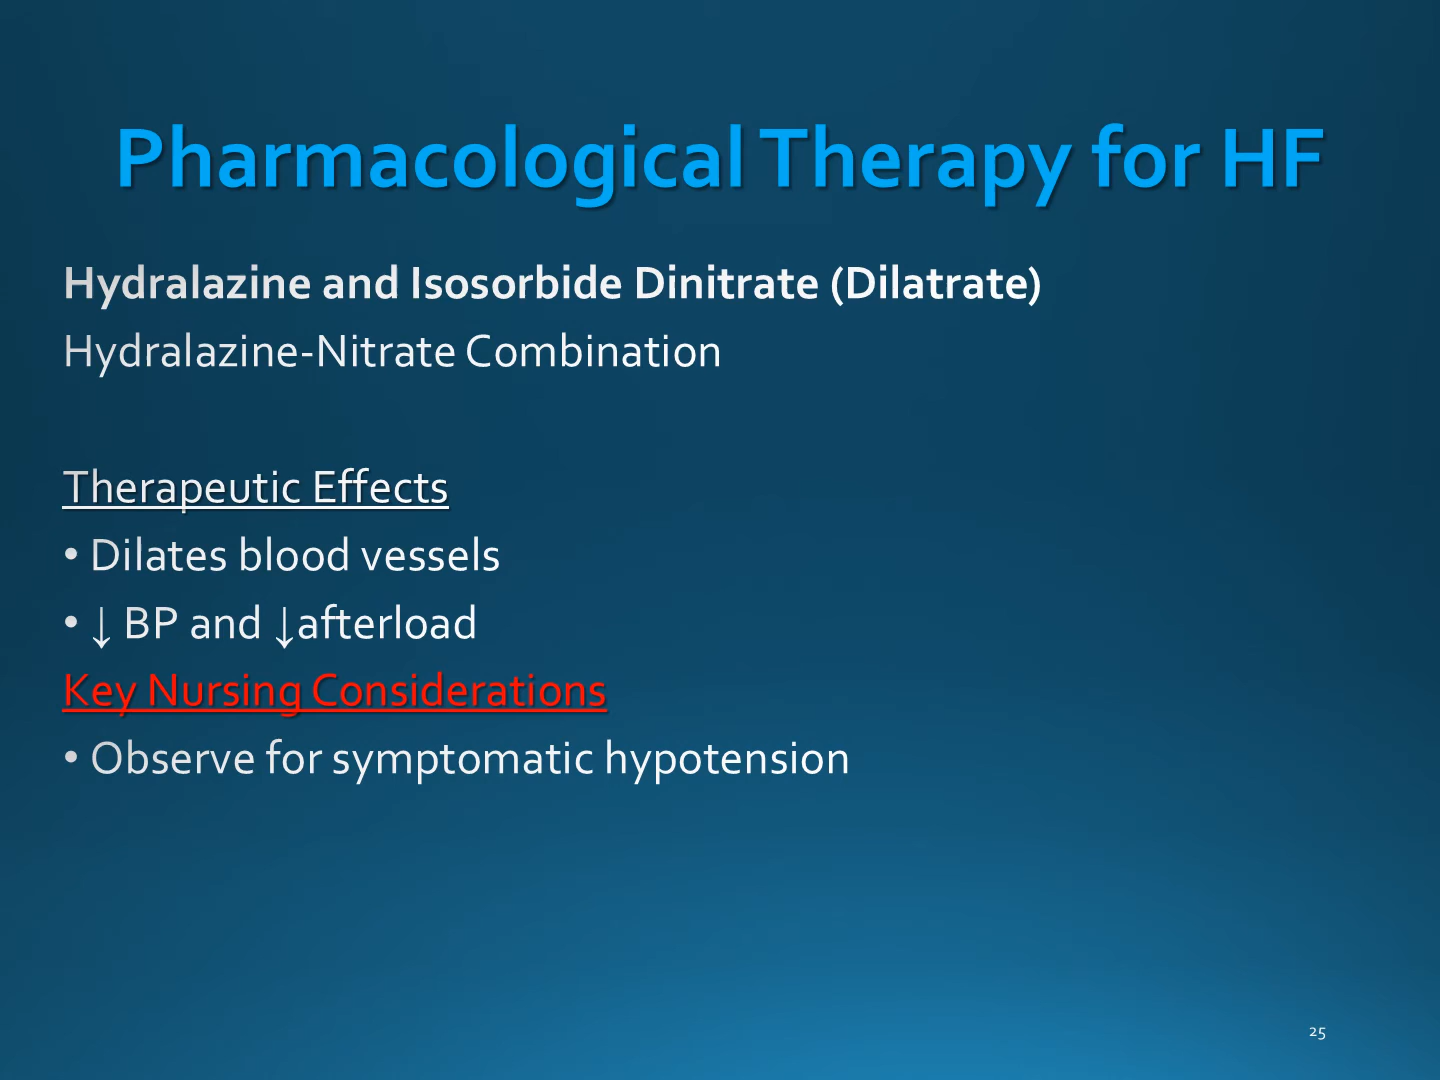 Pharmacological Therapy for HF
Hydralazine and Isosorbide Dinitrate (Dilatrate)
Hydralazine-Nitrate Combination
Therapeutic Effects
• Dilates blood vessels
• ↓ BP and ↓afterload
Key Nursing Considerations
• Observe for symptomatic hypotension
25